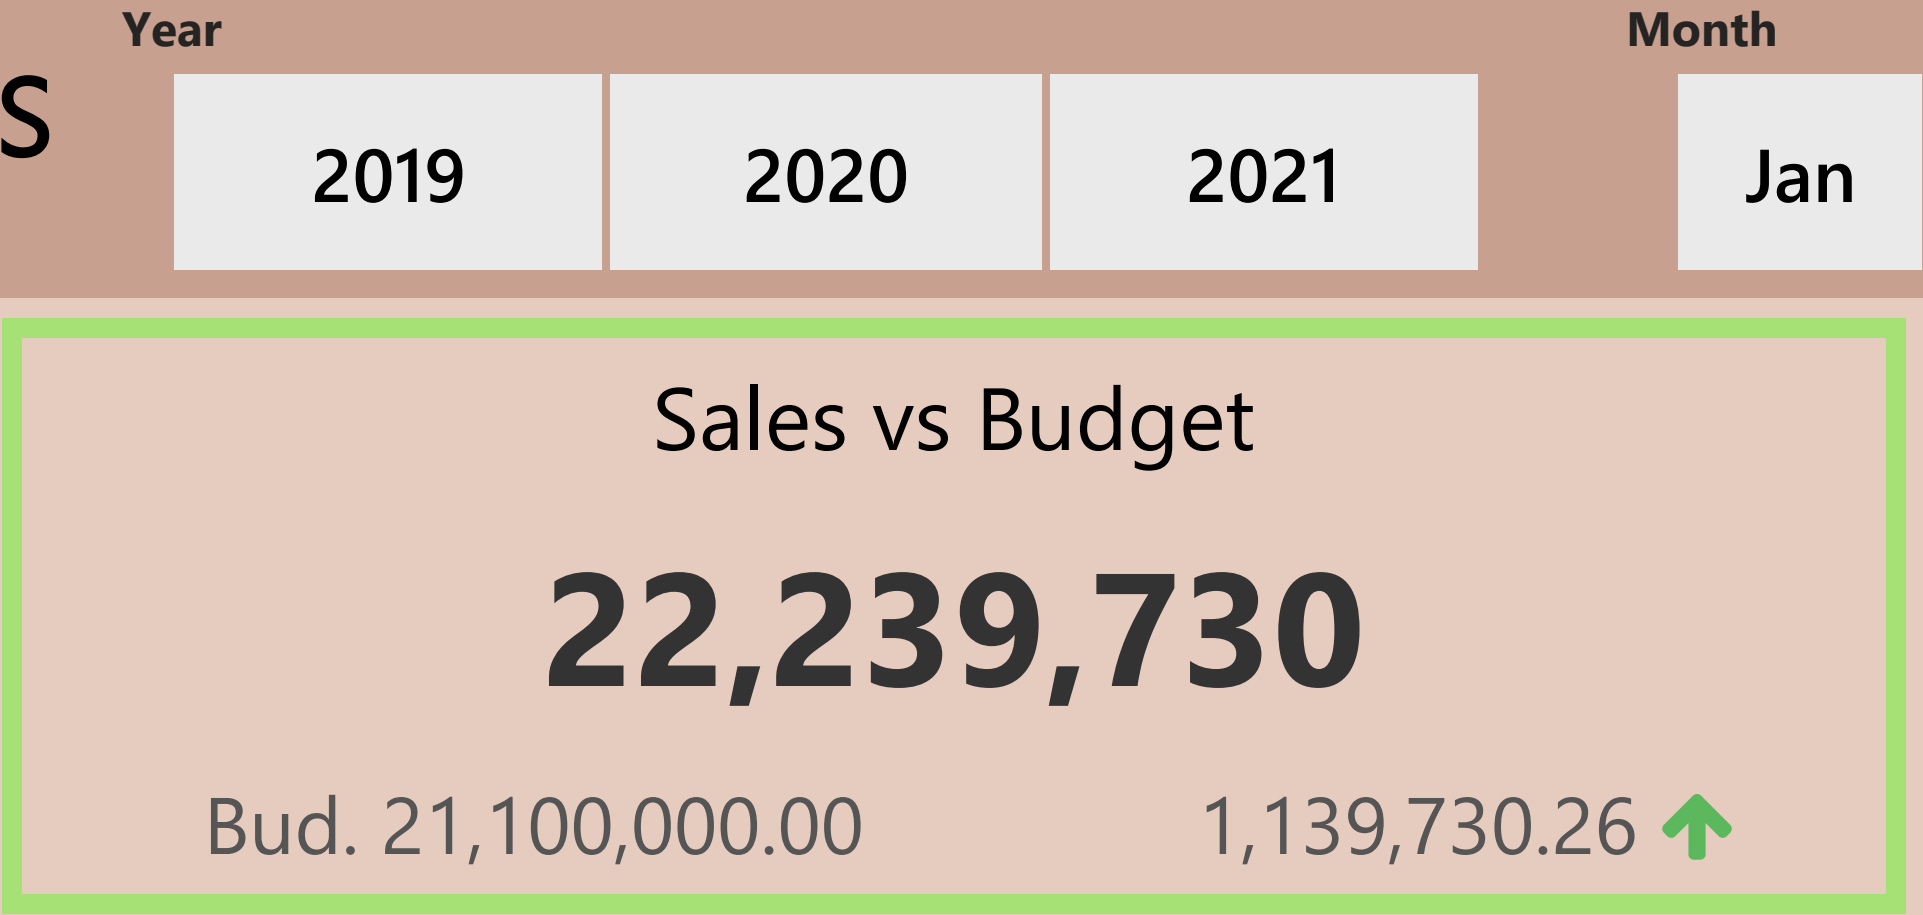 Year
Month
S
2019
2020
2021
Jan
Sales vs Budget
22,239,730
Bud. 21,100,000.00
1,139,730.26